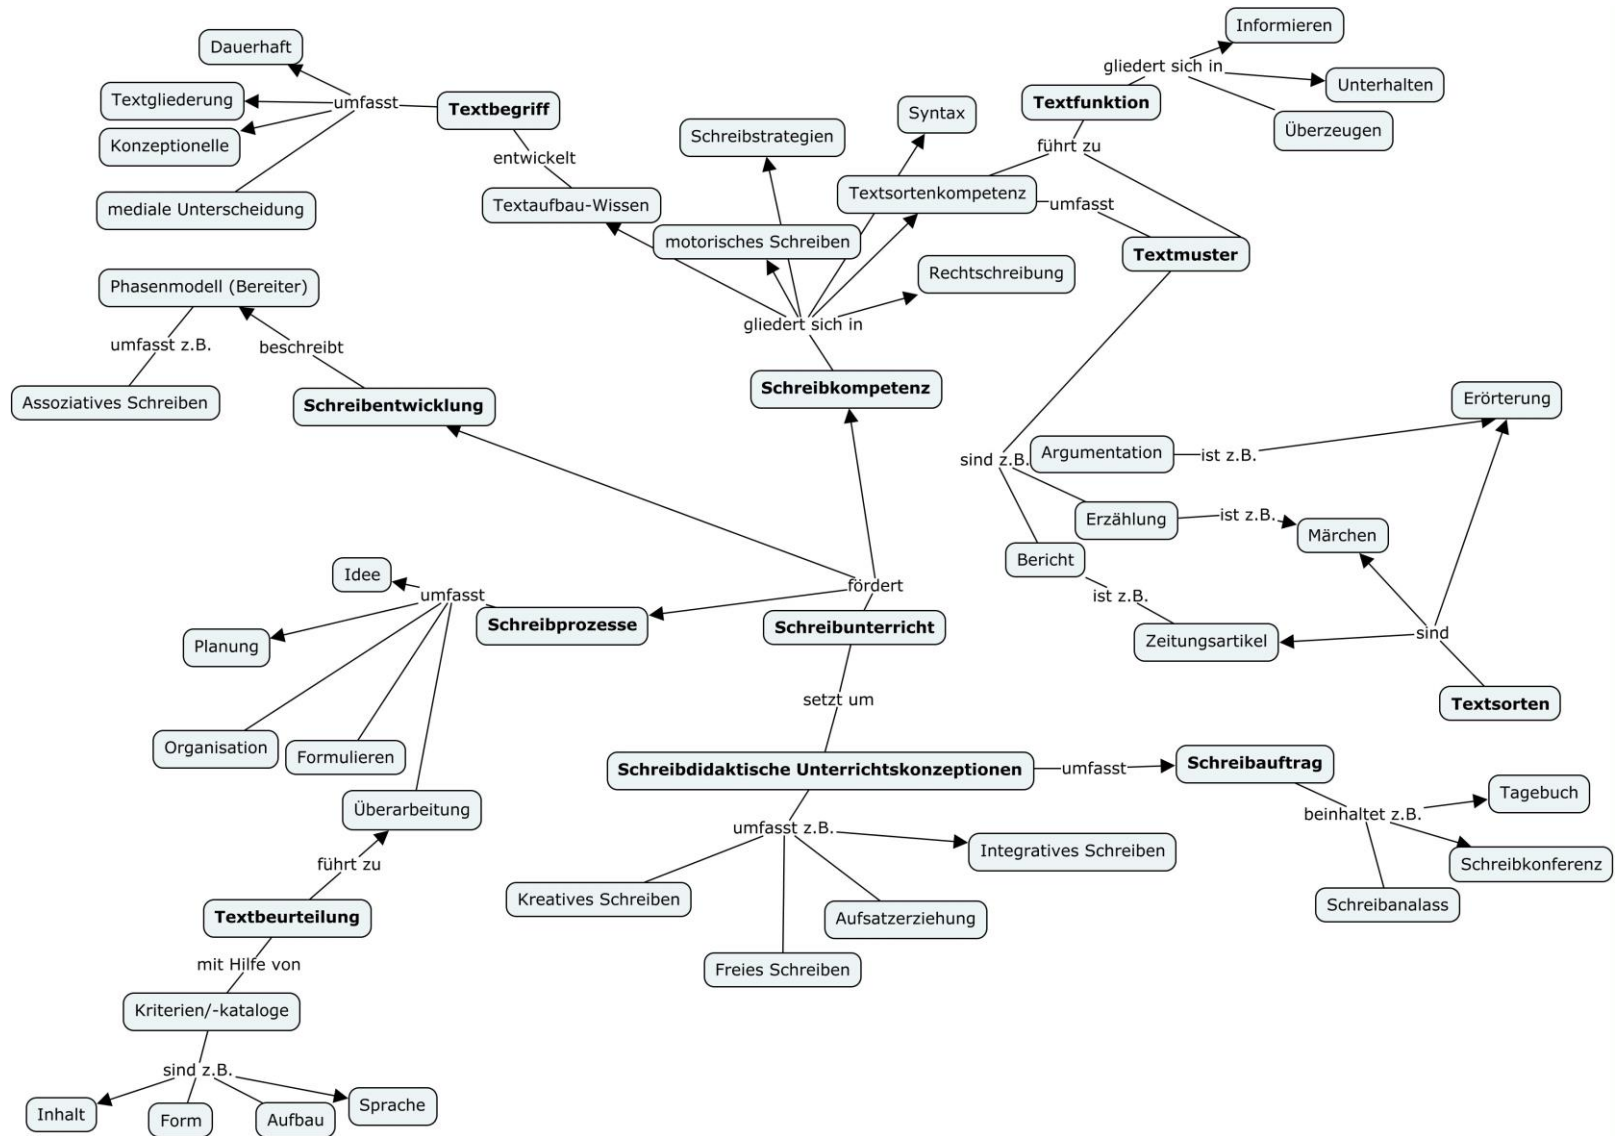 Informieren
Dauerhaft
gliedert sich in
Unterhalten
Textgliederung
umfasst
Textbegriff
Textfunktion
Syntax
Überzeugen
Schreibstrategien
Konzeptionelle
führt zu
entwickelt
Textsortenkompetenz
umfasst
Textaufbau-Wissen
mediale Unterscheidung
motorisches Schreiben
Textmuster
Rechtschreibung
Phasenmodell (Bereiter)
gliedert sich in
umfasst z.B.
beschreibt
Schreibkompetenz
Assoziatives Schreiben
Schreibentwicklung
Erörterung
sind z.B.
Argumentation
ist z.B.
Erzählung
ist z.B.
Märchen
Bericht
Idee
fördert
umfasst
ist z.B.
Schreibprozesse
Schreibunterricht
sind
Zeitungsartikel
Planung
setzt um
Textsorten
Organisation
Formulieren
Schreibdidaktische Unterrichtskonzeptionen
umfasst
Schreibauftrag
Tagebuch
Überarbeitung
beinhaltet z.B.
umfasst z.B.
Integratives Schreiben
Schreibkonferenz
führt zu
Kreatives Schreiben
Schreibanalass
Textbeurteilung
Aufsatzerziehung
mit Hilfe von
Freies Schreiben
Kriterien/-kataloge
sind z.B.
Inhalt
Form
Aufbau
Sprache